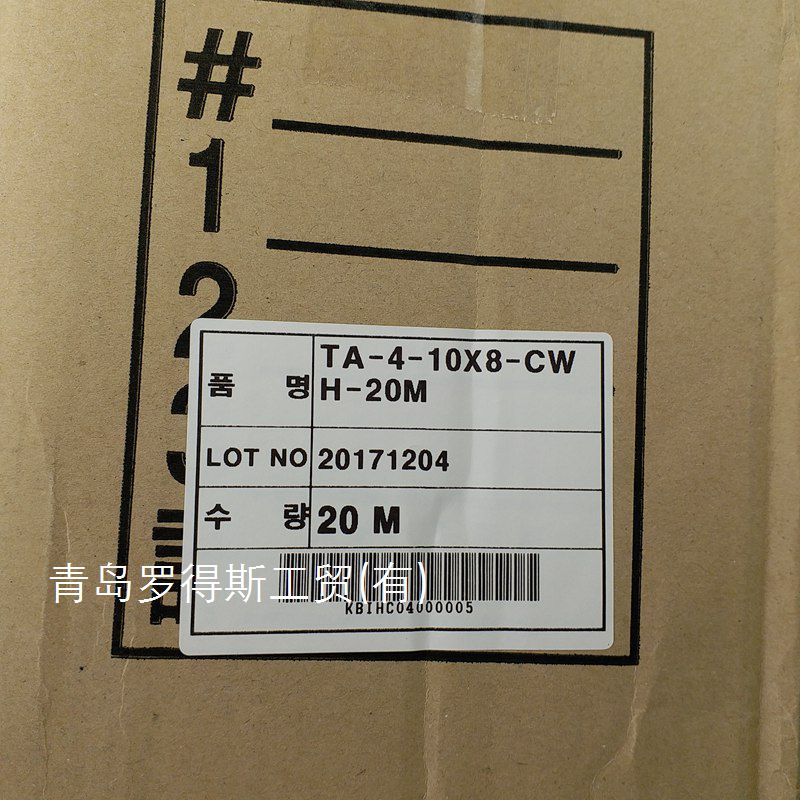 #
1
2
품 명 TA-4-10X8-CW
H-20M
LOT NO 20171204
수 량 20 M
青岛罗得斯工贸(有)
KBIHC04000005